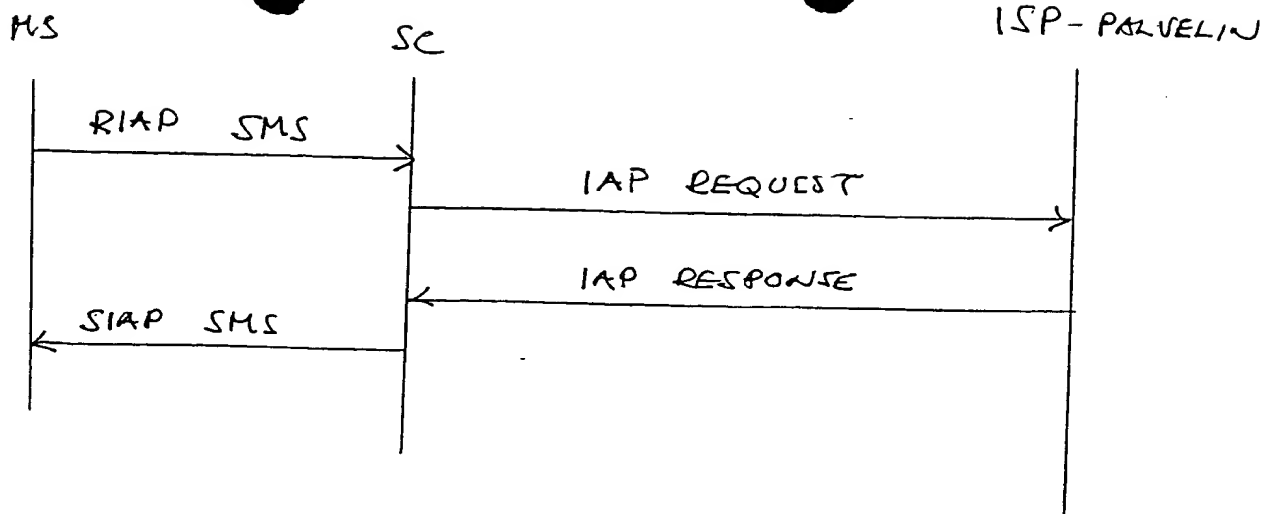 MS
SC
ISP-PALVELIN
RIAP SMS
IAP REQUEST
IAP RESPONSE
SIAP SMS